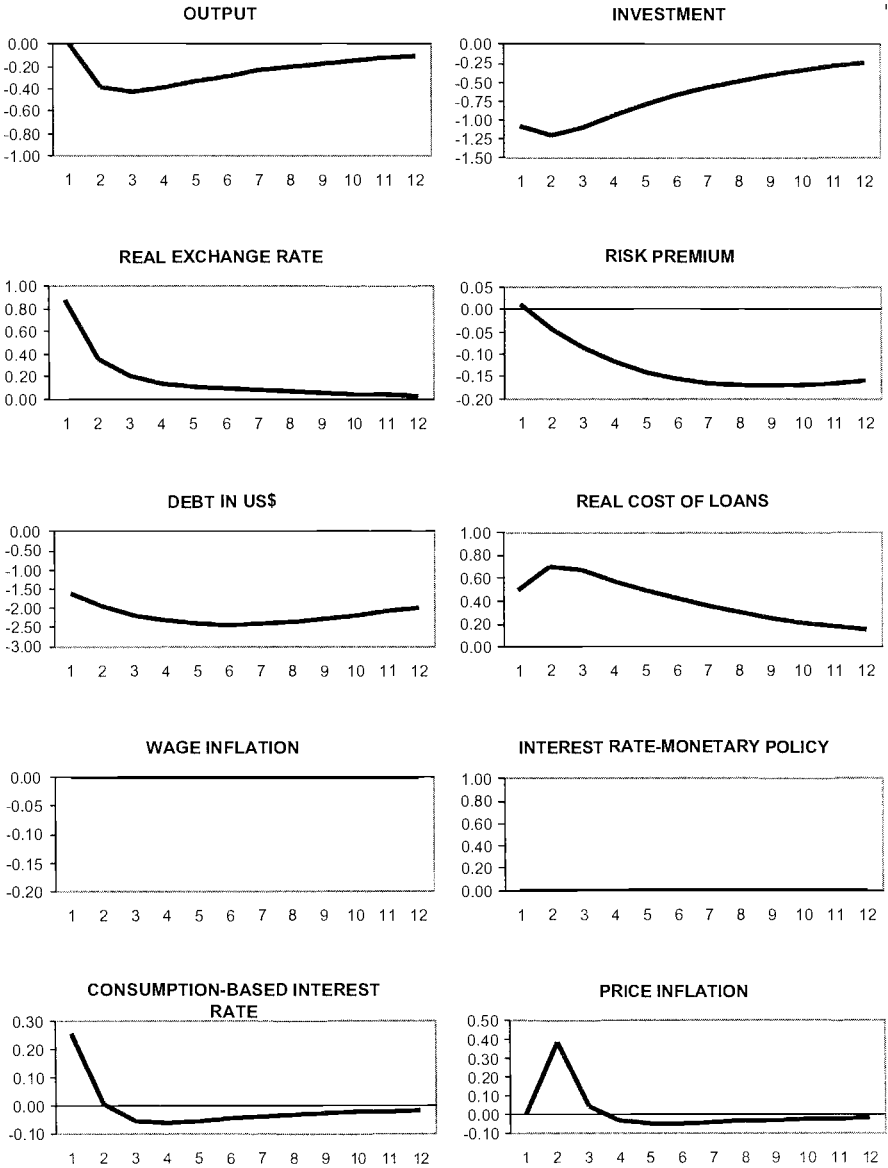 OUTPUT
0.00
-0.20
-0.40
-0.60
-0.80
-1.00
1 2 3 4 5 6 7 8 9 10 11 12
INVESTMENT
0.00
-0.25
-0.50
-0.75
-1.00
-1.25
-1.50
1 2 3 4 5 6 7 8 9 10 11 12
REAL EXCHANGE RATE
1.00
0.80
0.60
0.40
0.20
0.00
1 2 3 4 5 6 7 8 9 10 11 12
RISK PREMIUM
0.05
0.00
-0.05
-0.10
-0.15
-0.20
1 2 3 4 5 6 7 8 9 10 11 12
DEBT IN US$
0.00
-0.50
-1.00
-1.50
-2.00
-2.50
-3.00
1 2 3 4 5 6 7 8 9 10 11 12
REAL COST OF LOANS
1.00
0.80
0.60
0.40
0.20
0.00
1 2 3 4 5 6 7 8 9 10 11 12
WAGE INFLATION
0.00
-0.05
-0.10
-0.15
-0.20
1 2 3 4 5 6 7 8 9 10 11 12
INTEREST RATE-MONETARY POLICY
1.00
0.80
0.60
0.40
0.20
0.00
1 2 3 4 5 6 7 8 9 10 11 12
CONSUMPTION-BASED INTEREST
RATE
0.30
0.20
0.10
0.00
-0.10
1 2 3 4 5 6 7 8 9 10 11 12
PRICE INFLATION
0.50
0.40
0.30
0.20
0.10
0.00
-0.10
1 2 3 4 5 6 7 8 9 10 11 12